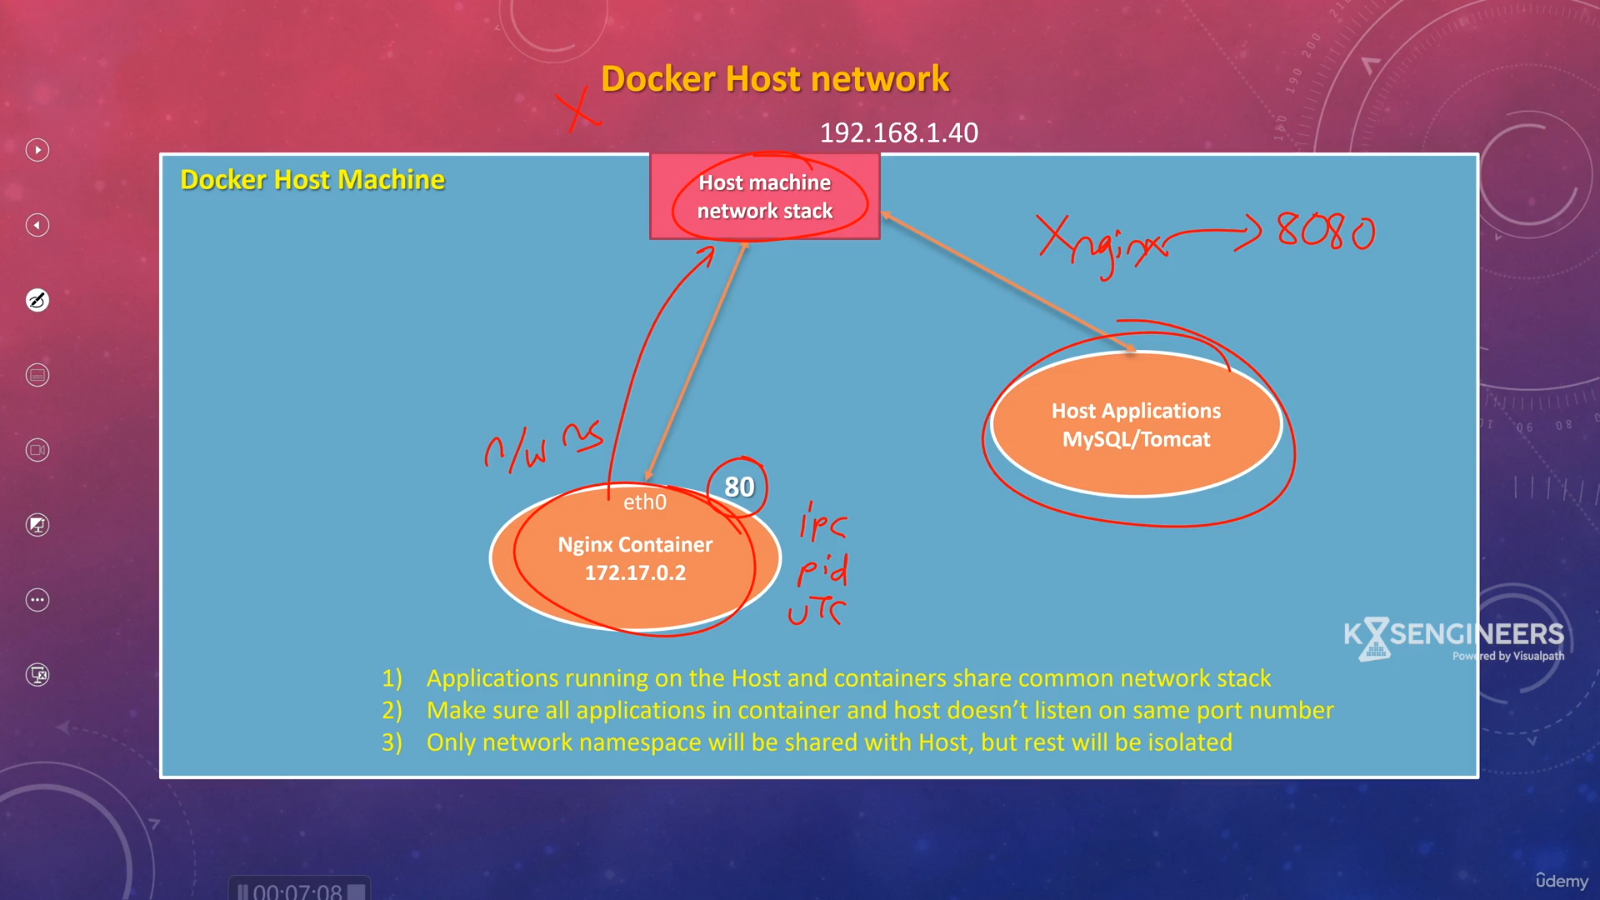 Docker Host network
X
192.168.1.40
Docker Host Machine
Host machine
network stack
X nginx → 8080
Host Applications
MySQL/Tomcat
n/w ns
80
eth0
Nginx Container
172.17.0.2
ipc
pid
UTC
K8SENGINEERS
Powered by Visualpath
1) Applications running on the Host and containers share common network stack
2) Make sure all applications in container and host doesn't listen on same port number
3) Only network namespace will be shared with Host, but rest will be isolated
00:07:08
ûdemy